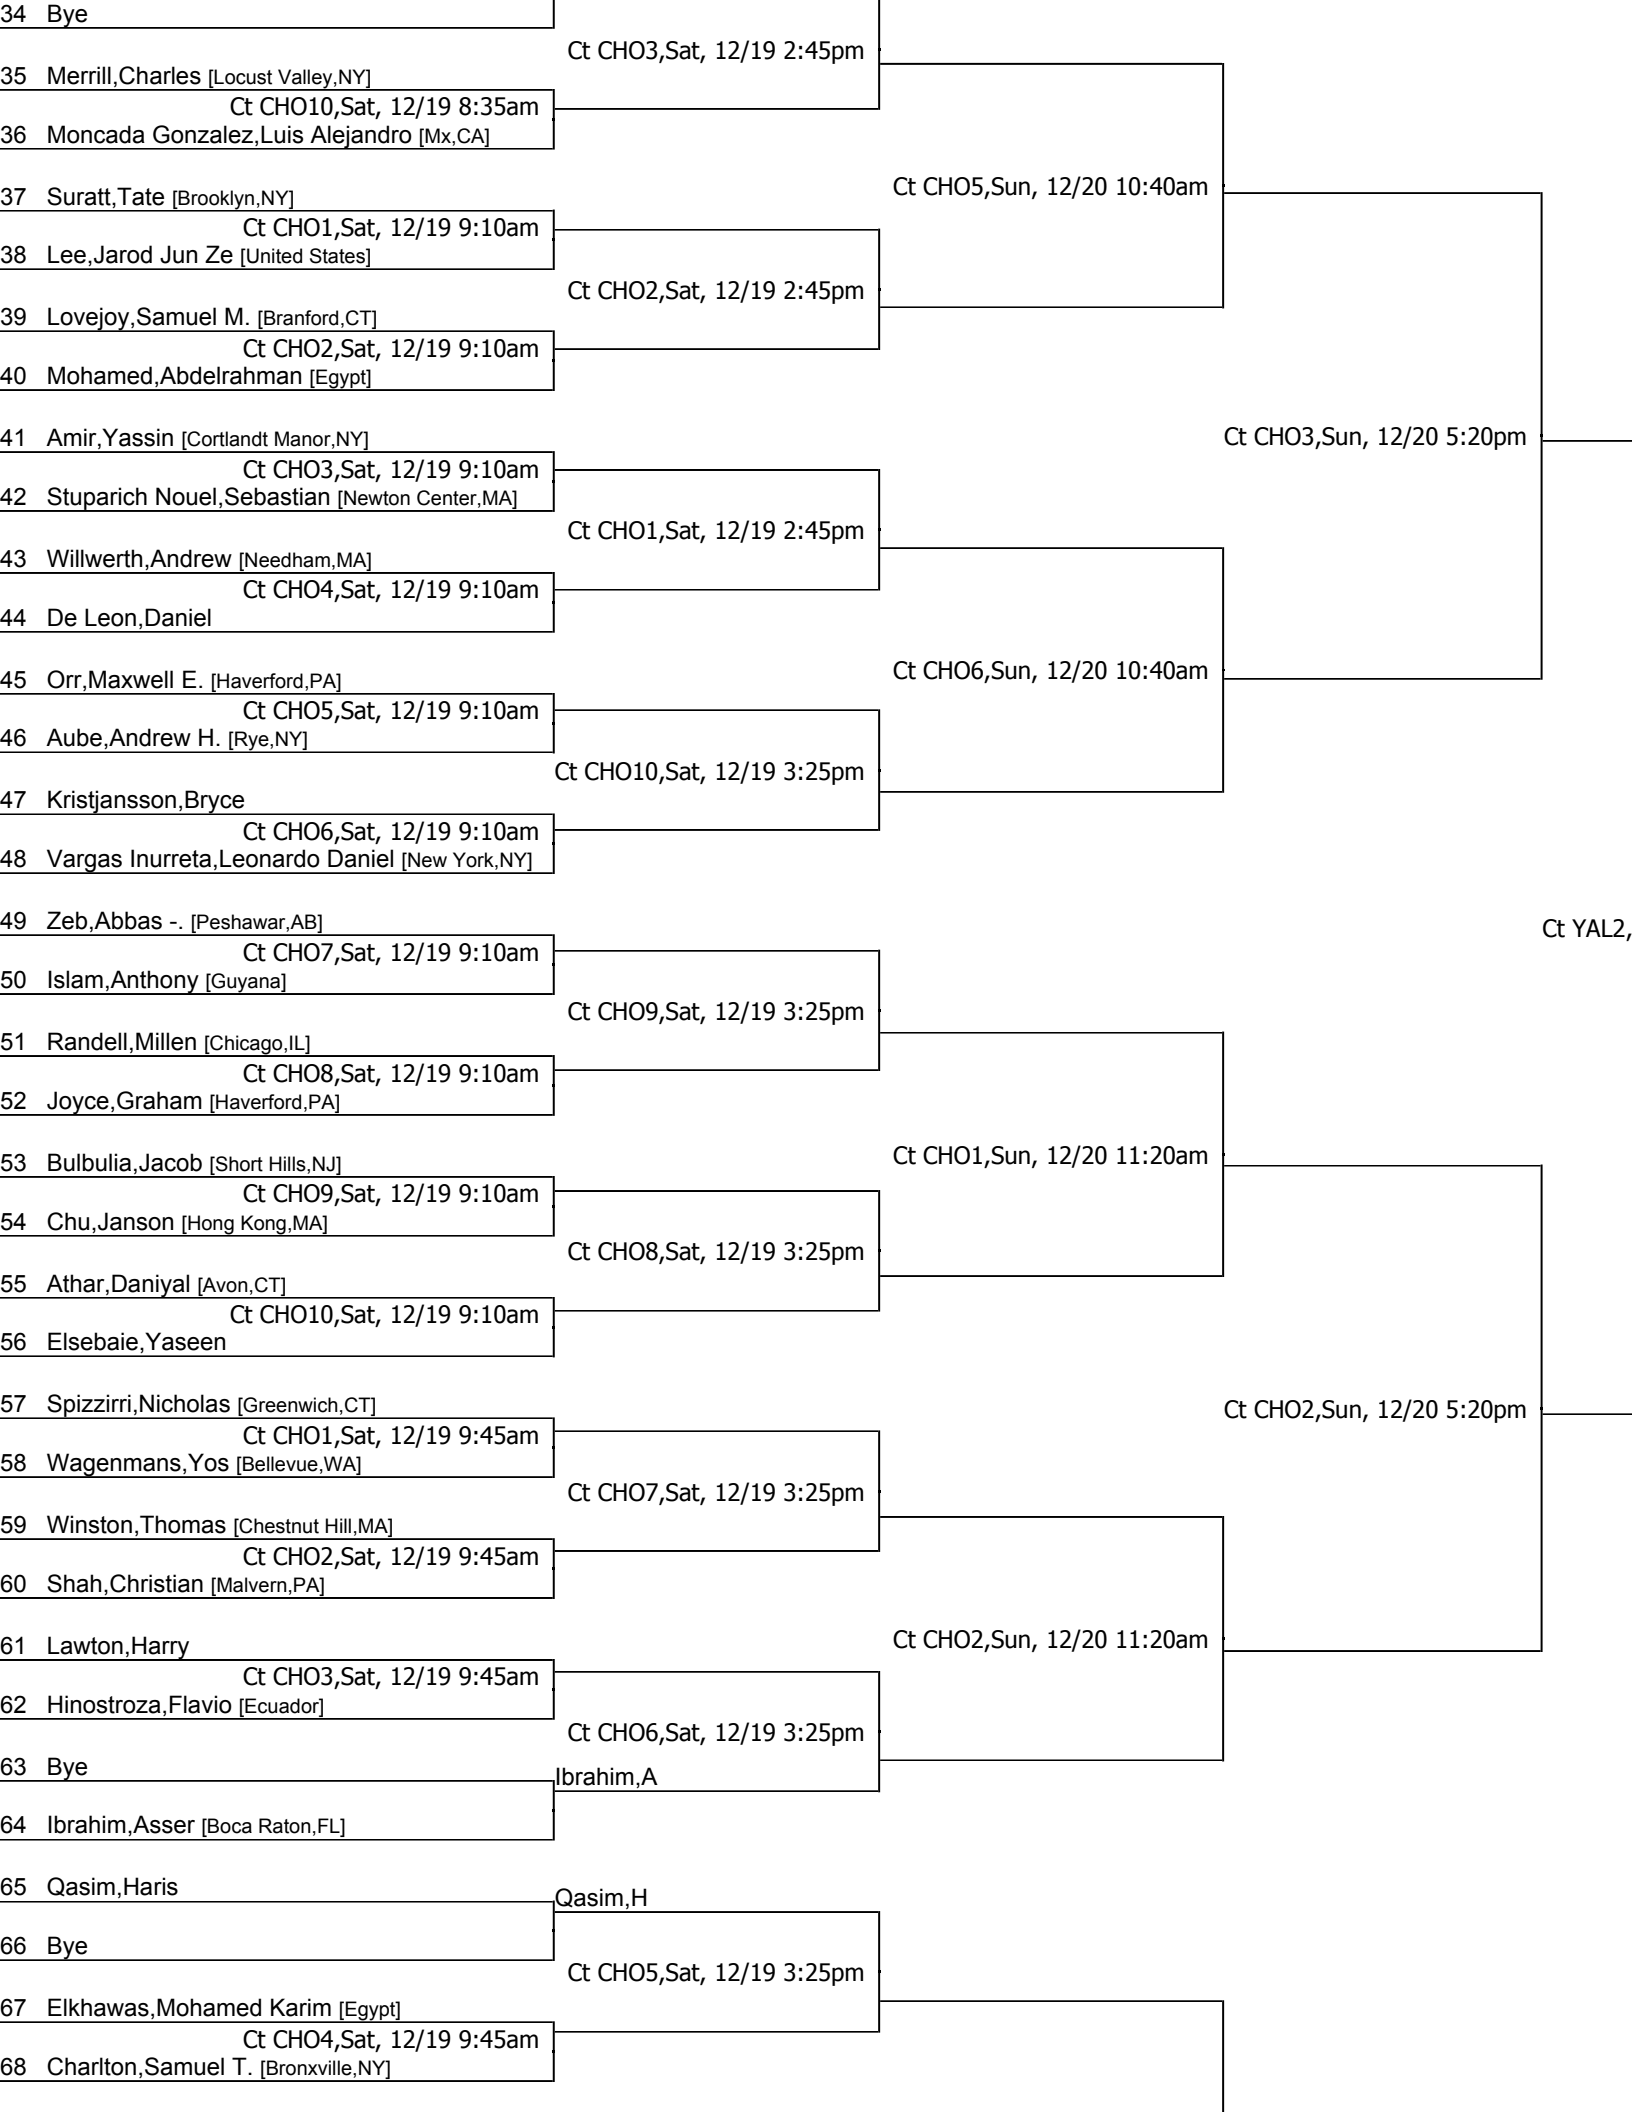 34 Bye
Ct CHO3,Sat, 12/19 2:45pm
35 Merrill,Charles [Locust Valley,NY]
Ct CHO10,Sat, 12/19 8:35am
36 Moncada Gonzalez,Luis Alejandro [Mx,CA]
Ct CHO5,Sun, 12/20 10:40am
37 Suratt,Tate [Brooklyn,NY]
Ct CHO1,Sat, 12/19 9:10am
38 Lee,Jarod Jun Ze [United States]
Ct CHO2,Sat, 12/19 2:45pm
39 Lovejoy,Samuel M. [Branford,CT]
Ct CHO2,Sat, 12/19 9:10am
40 Mohamed,Abdelrahman [Egypt]
Ct CHO3,Sun, 12/20 5:20pm
41 Amir,Yassin [Cortlandt Manor,NY]
Ct CHO3,Sat, 12/19 9:10am
42 Stuparich Nouel,Sebastian [Newton Center,MA]
Ct CHO1,Sat, 12/19 2:45pm
43 Willwerth,Andrew [Needham,MA]
Ct CHO4,Sat, 12/19 9:10am
44 De Leon,Daniel
Ct CHO6,Sun, 12/20 10:40am
45 Orr,Maxwell E. [Haverford,PA]
Ct CHO5,Sat, 12/19 9:10am
46 Aube,Andrew H. [Rye,NY]
Ct CHO10,Sat, 12/19 3:25pm
47 Kristjansson,Bryce
Ct CHO6,Sat, 12/19 9:10am
48 Vargas Inurreta,Leonardo Daniel [New York,NY]
49 Zeb,Abbas -. [Peshawar,AB]
Ct YAL2,
Ct CHO7,Sat, 12/19 9:10am
50 Islam,Anthony [Guyana]
Ct CHO9,Sat, 12/19 3:25pm
51 Randell,Millen [Chicago,IL]
Ct CHO8,Sat, 12/19 9:10am
52 Joyce,Graham [Haverford,PA]
Ct CHO1,Sun, 12/20 11:20am
53 Bulbulia,Jacob [Short Hills,NJ]
Ct CHO9,Sat, 12/19 9:10am
54 Chu,Janson [Hong Kong,MA]
Ct CHO8,Sat, 12/19 3:25pm
55 Athar,Daniyal [Avon,CT]
Ct CHO10,Sat, 12/19 9:10am
56 Elsebaie,Yaseen
57 Spizzirri,Nicholas [Greenwich,CT]
Ct CHO2,Sun, 12/20 5:20pm
Ct CHO1,Sat, 12/19 9:45am
58 Wagenmans,Yos [Bellevue,WA]
Ct CHO7,Sat, 12/19 3:25pm
59 Winston,Thomas [Chestnut Hill,MA]
Ct CHO2,Sat, 12/19 9:45am
60 Shah,Christian [Malvern,PA]
Ct CHO2,Sun, 12/20 11:20am
61 Lawton,Harry
Ct CHO3,Sat, 12/19 9:45am
62 Hinostroza,Flavio [Ecuador]
Ct CHO6,Sat, 12/19 3:25pm
63 Bye
Ibrahim,A
64 Ibrahim,Asser [Boca Raton,FL]
65 Qasim,Haris
Qasim,H
66 Bye
Ct CHO5,Sat, 12/19 3:25pm
67 Elkhawas,Mohamed Karim [Egypt]
Ct CHO4,Sat, 12/19 9:45am
68 Charlton,Samuel T. [Bronxville,NY]